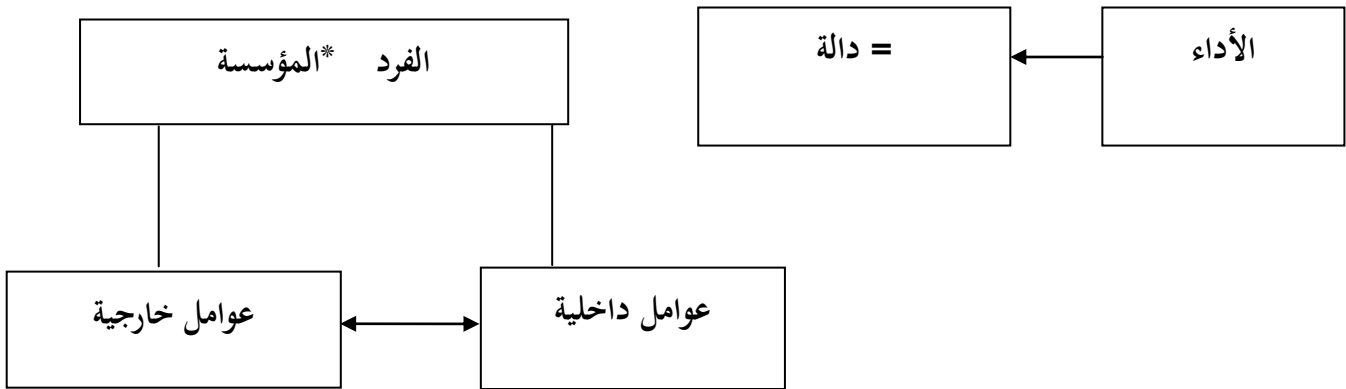 الأداء
= دالة
الفرد *المؤسسة
عوامل داخلية
عوامل خارجية